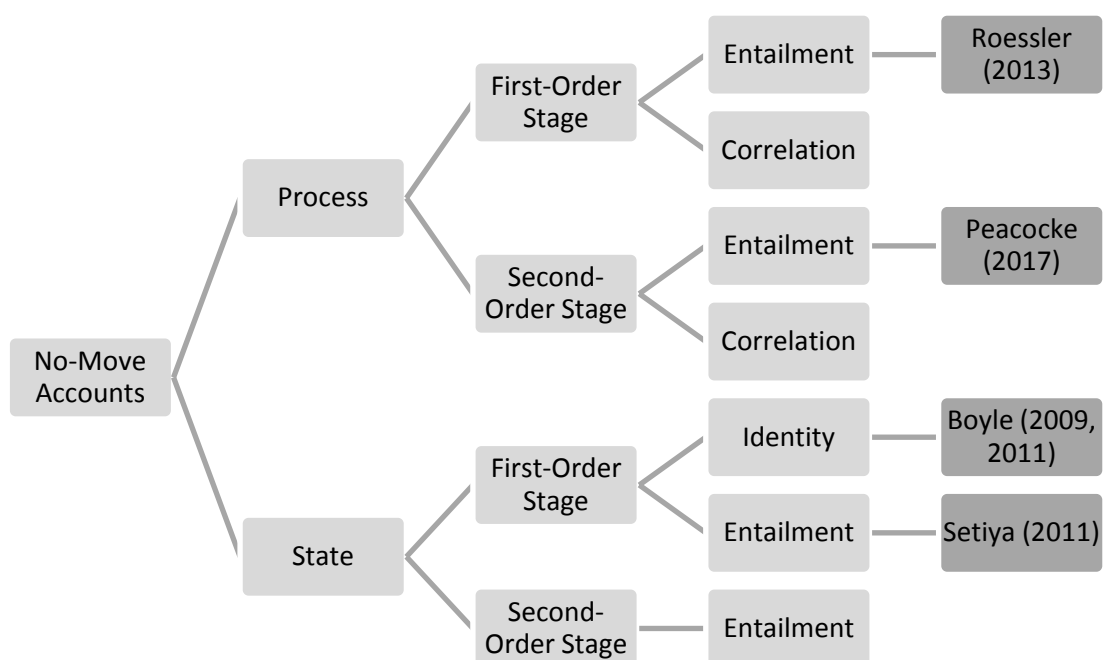 No-Move
Accounts
Process
First-Order
Stage
Entailment
Roessler
(2013)
Correlation
Second-
Order Stage
Entailment
Peacocke
(2017)
Correlation
State
First-Order
Stage
Identity
Boyle (2009,
2011)
Entailment
Setiya (2011)
Second-
Order Stage
Entailment